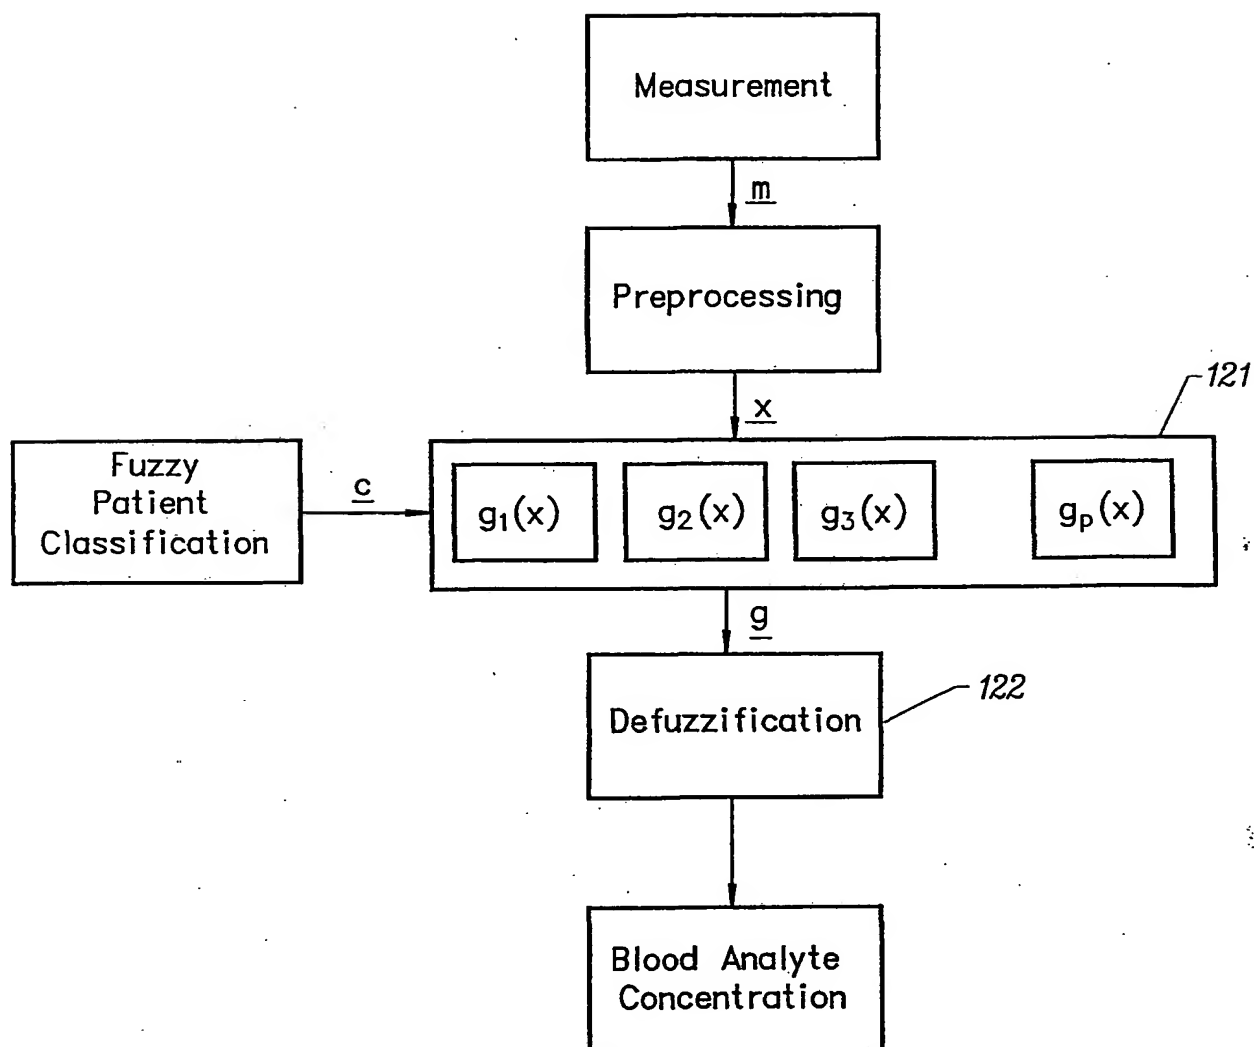 Measurement
m
Preprocessing
x
121
Fuzzy
Patient
Classification
c
g₁(x)
g₂(x)
g₃(x)
gₚ(x)
g
Defuzzification
122
Blood Analyte
Concentration